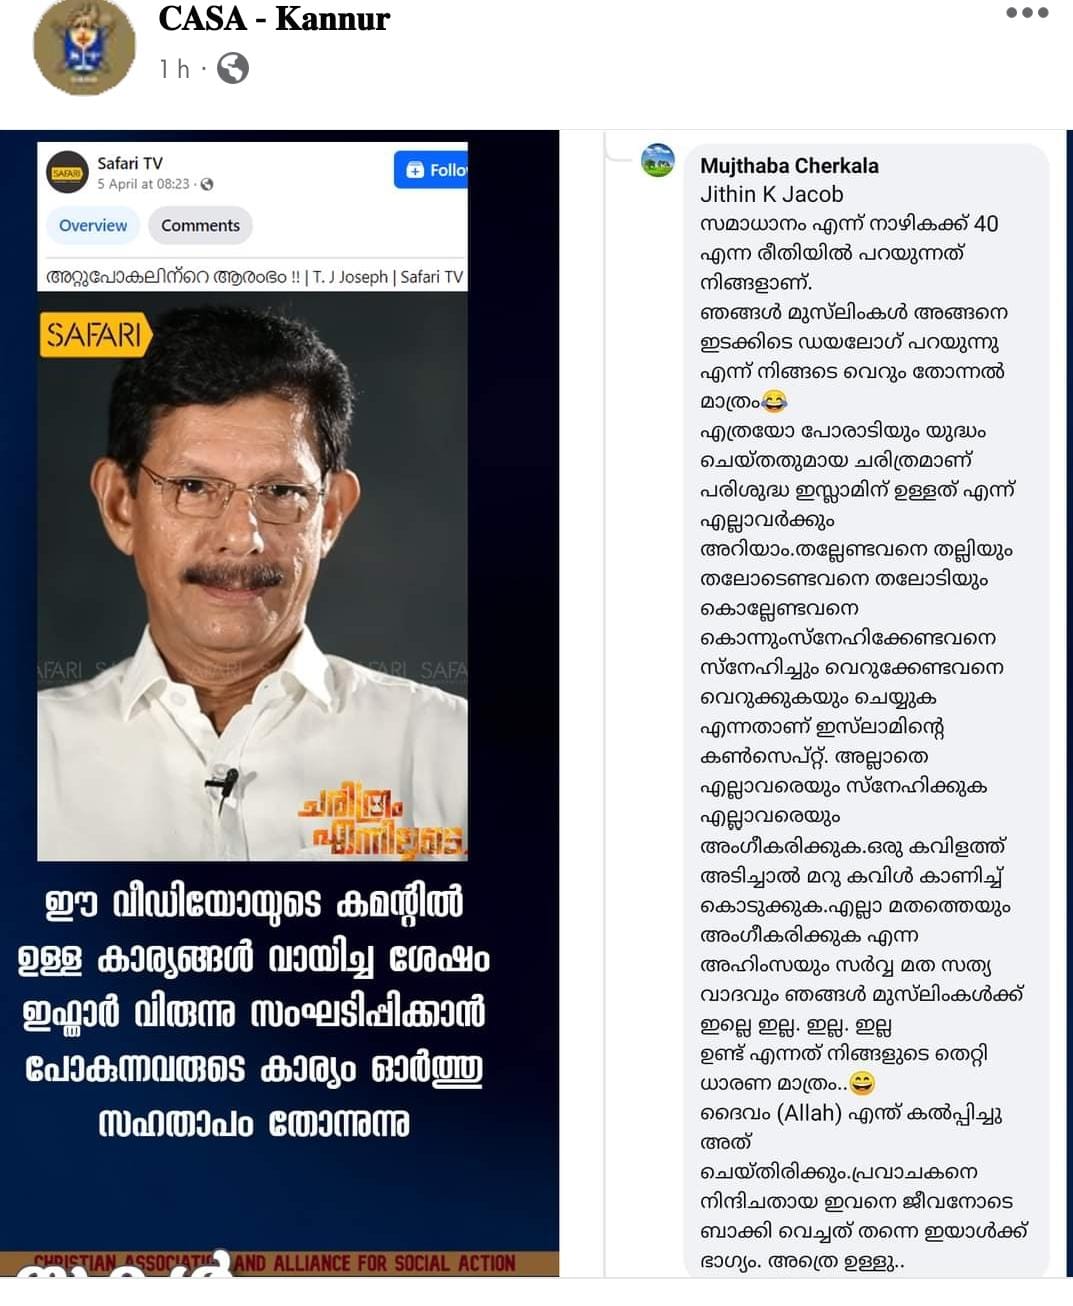 CASA - Kannur
1 h ·
SAFARI
Safari TV
5 April at 08:23 ·
Follo
Overview
Comments
അറ്റുപോകലിന്റെ ആരംഭം !! | T. J Joseph | Safari TV
SAFARI
AFARI SAFARI SAFARI SAFA
ചരിത്രം
എന്നിലൂടെ
ഈ വീഡിയോയുടെ കമന്റിൽ
ഉള്ള കാര്യങ്ങൾ വായിച്ച ശേഷം
ഇഫ്താർ വിരുന്നു സംഘടിപ്പിക്കാൻ
പോകുന്നവരുടെ കാര്യം ഓർത്തു
സഹതാപം തോന്നുന്നു
CHRISTIAN ASSOCIATION AND ALLIANCE FOR SOCIAL ACTION
Mujthaba Cherkala
Jithin K Jacob
സമാധാനം എന്ന് നാഴികക്ക് 40
എന്ന രീതിയിൽ പറയുന്നത്
നിങ്ങളാണ്.
ഞങ്ങൾ മുസ്ലിംകൾ അങ്ങനെ
ഇടക്കിടെ ഡയലോഗ് പറയുന്നു
എന്ന് നിങ്ങടെ വെറും തോന്നൽ
മാത്രം😂
എത്രയോ പോരാടിയും യുദ്ധം
ചെയ്തതുമായ ചരിത്രമാണ്
പരിശുദ്ധ ഇസ്ലാമിന് ഉള്ളത് എന്ന്
എല്ലാവർക്കും
അറിയാം.തല്ലേണ്ടവനെ തല്ലിയും
തലോടെണ്ടവനെ തലോടിയും
കൊല്ലേണ്ടവനെ
കൊന്നുംസ്നേഹിക്കേണ്ടവനെ
സ്നേഹിച്ചും വെറുക്കേണ്ടവനെ
വെറുക്കുകയും ചെയ്യുക
എന്നതാണ് ഇസ്‌ലാമിന്റെ
കൺസെപ്റ്റ്. അല്ലാതെ
എല്ലാവരെയും സ്നേഹിക്കുക
എല്ലാവരെയും
അംഗീകരിക്കുക.ഒരു കവിളത്ത്
അടിച്ചാൽ മറു കവിൾ കാണിച്ച്
കൊടുക്കുക.എല്ലാ മതത്തെയും
അംഗീകരിക്കുക എന്ന
അഹിംസയും സർവ്വ മത സത്യ
വാദവും ഞങ്ങൾ മുസ്‌ലിംകൾക്ക്
ഇല്ലെ ഇല്ല. ഇല്ല. ഇല്ല
ഉണ്ട് എന്നത് നിങ്ങളുടെ തെറ്റി
ധാരണ മാത്രം..😄
ദൈവം (Allah) എന്ത് കൽപ്പിച്ചു
അത്
ചെയ്തിരിക്കും.പ്രവാചകനെ
നിന്ദിചതായ ഇവനെ ജീവനോടെ
ബാക്കി വെച്ചത് തന്നെ ഇയാൾക്ക്
ഭാഗ്യം. അത്രെ ഉള്ളു..